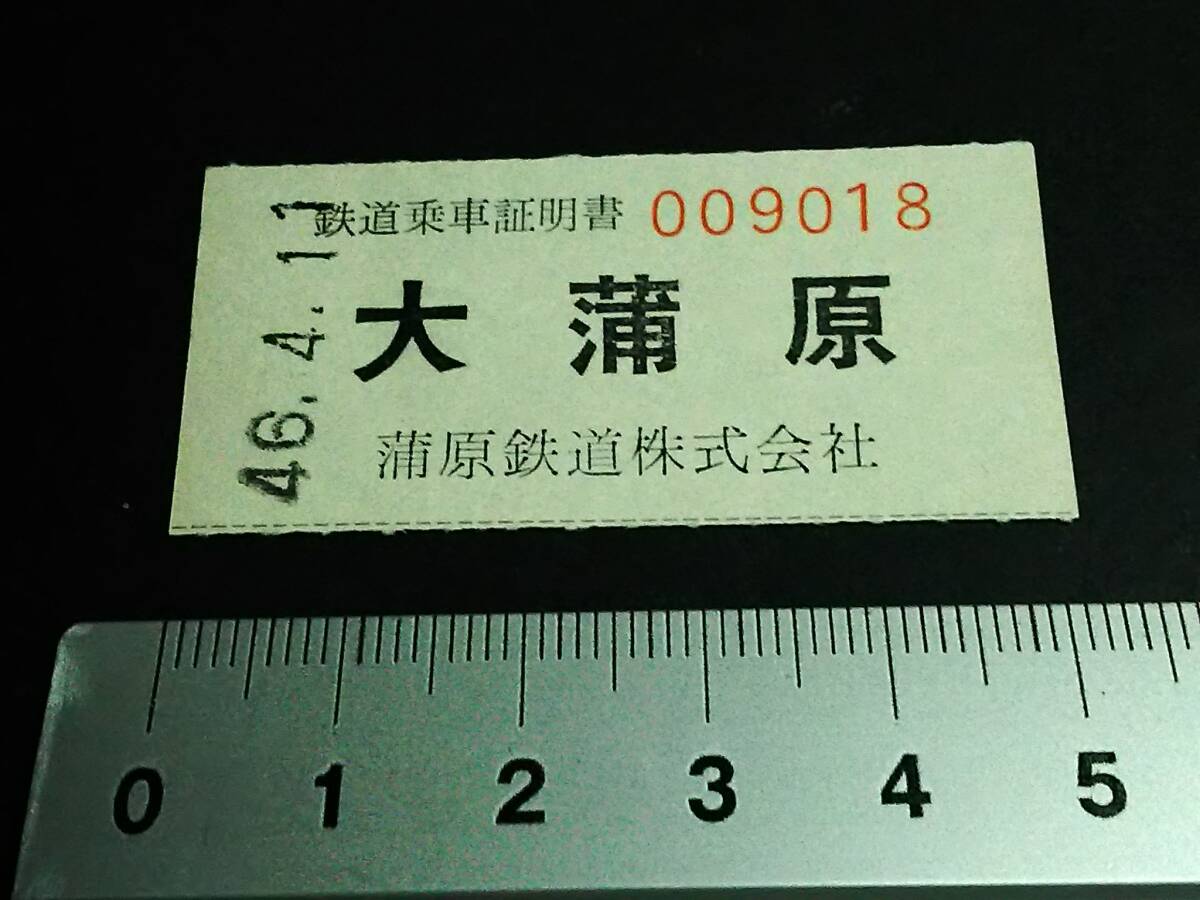 鉄道乗車証明書 009018
大蒲原
蒲原鉄道株式会社
46.4.11
0 1 2 3 4 5